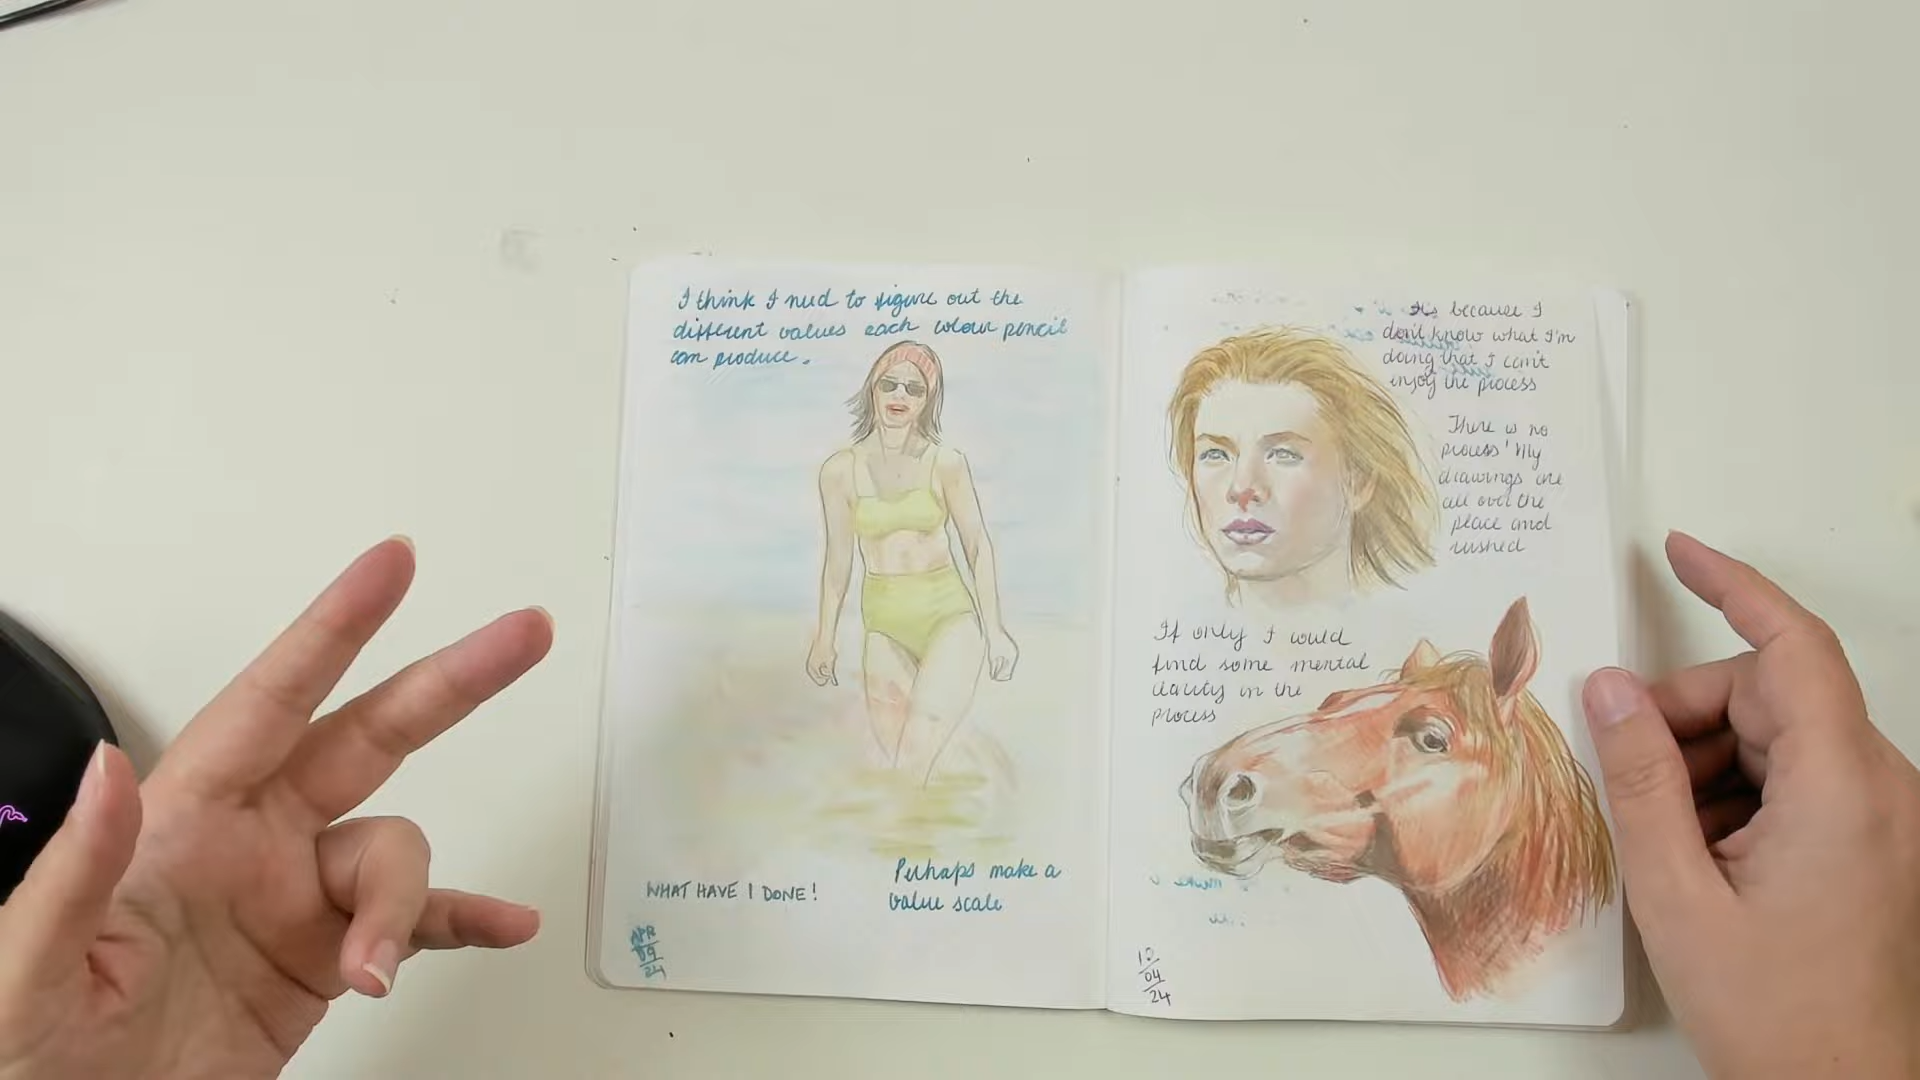 I think I need to figure out the
different values each colour pencil
can produce.
WHAT HAVE I DONE!
Perhaps make a
value scale
APR
09
24
It's because I
don't know what I'm
doing that I can't
enjoy the process
There is no
process! My
drawings are
all over the
place and
rushed
If only I would
find some mental
clarity in the
process
10
04
24